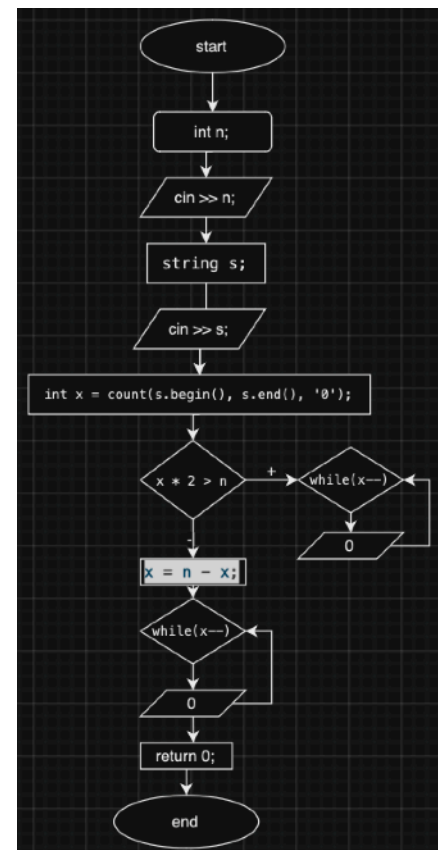 start
int n;
cin >> n;
string s;
cin >> s;
int x = count(s.begin(), s.end(), '0');
x * 2 > n
+
while(x--)
0
-
x = n - x;
while(x--)
0
return 0;
end